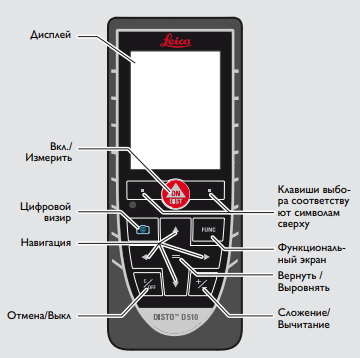 Дисплей
Leica
Вкл./
Измерить
ON
DIST
Клавиши выбо-
ра соответству
ют символам
сверху
Цифровой
визир
FUNC
Навигация
Функциональ-
ный экран
Вернуть /
Выровнять
C
OFF
Отмена/Выкл
DISTO™ D510
Сложение/
Вычитание